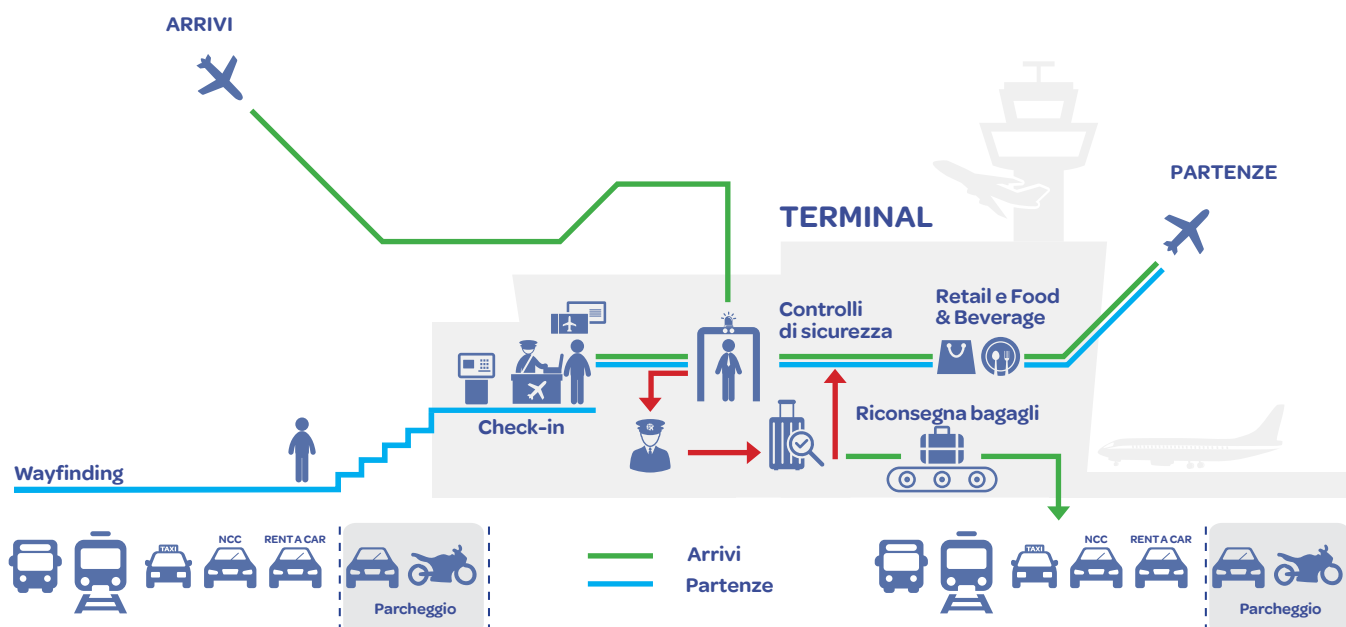 ARRIVI
PARTENZE
TERMINAL
Retail e Food
& Beverage
Controlli
di sicurezza
Riconsegna bagagli
Check-in
Wayfinding
TAXI
NCC
RENT A CAR
Parcheggio
Arrivi
Partenze
TAXI
NCC
RENT A CAR
Parcheggio